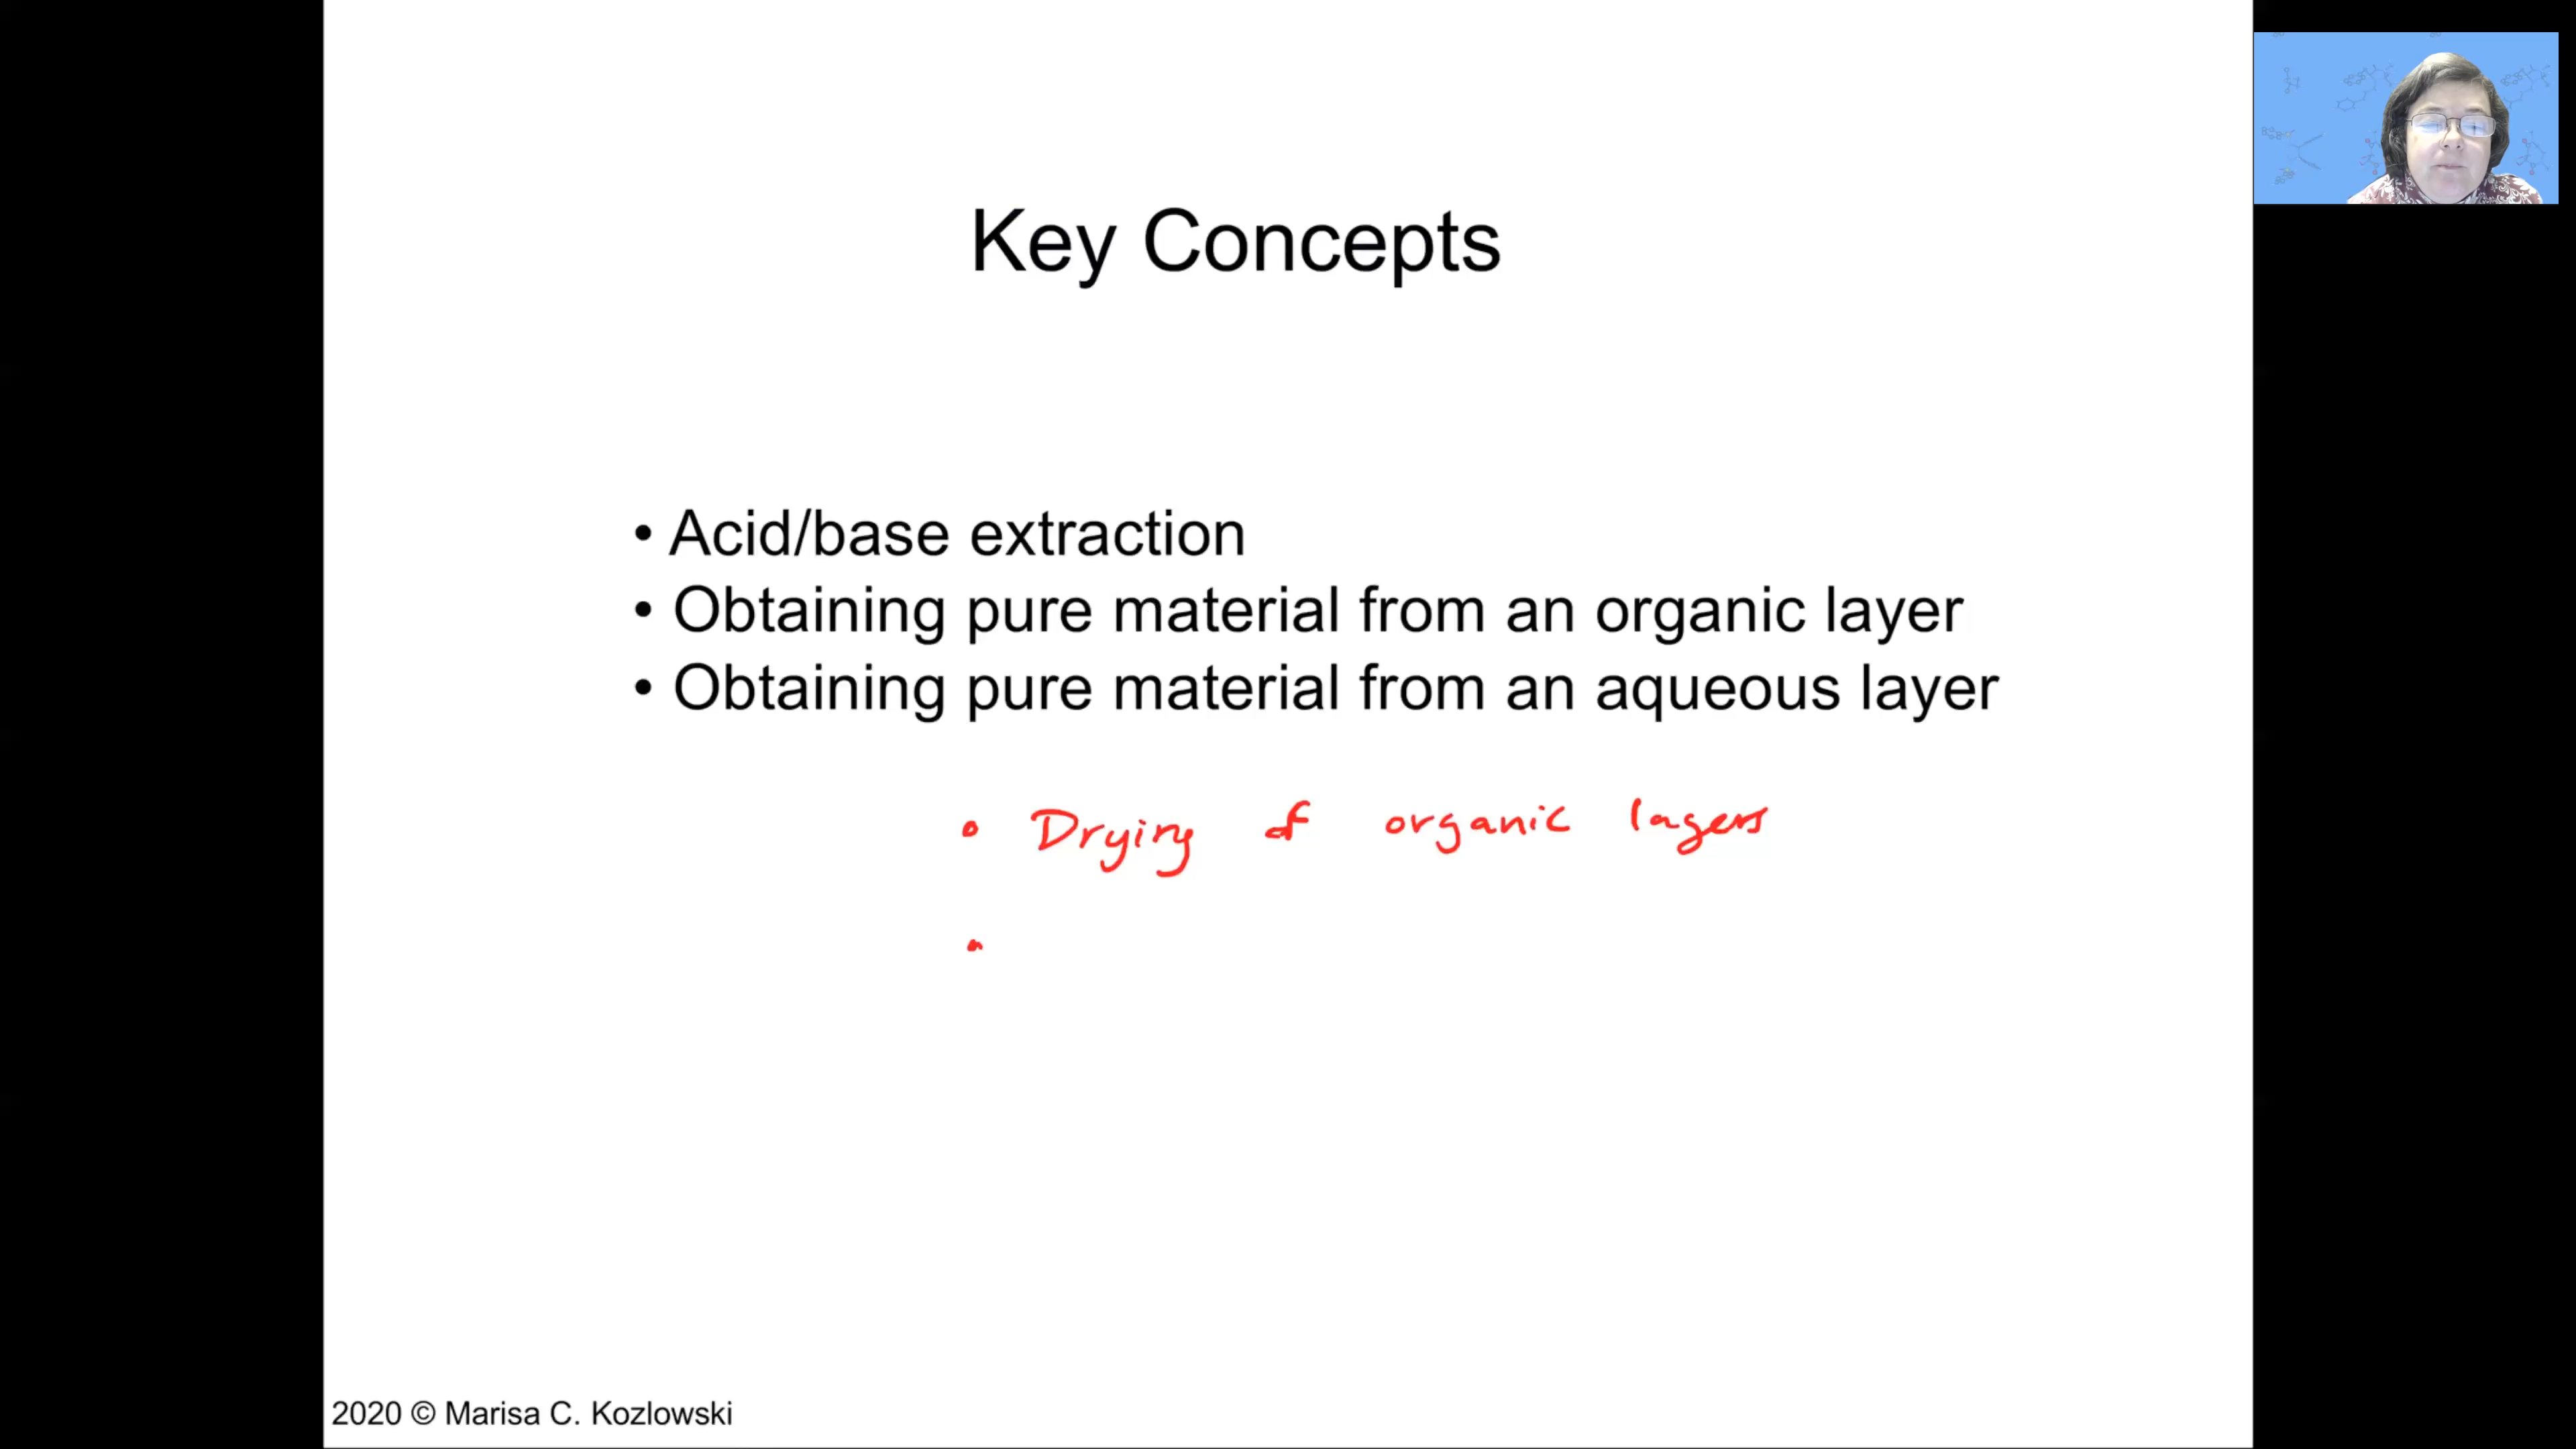 Key Concepts
• Acid/base extraction
• Obtaining pure material from an organic layer
• Obtaining pure material from an aqueous layer
• Drying of organic layers
•
2020 © Marisa C. Kozlowski